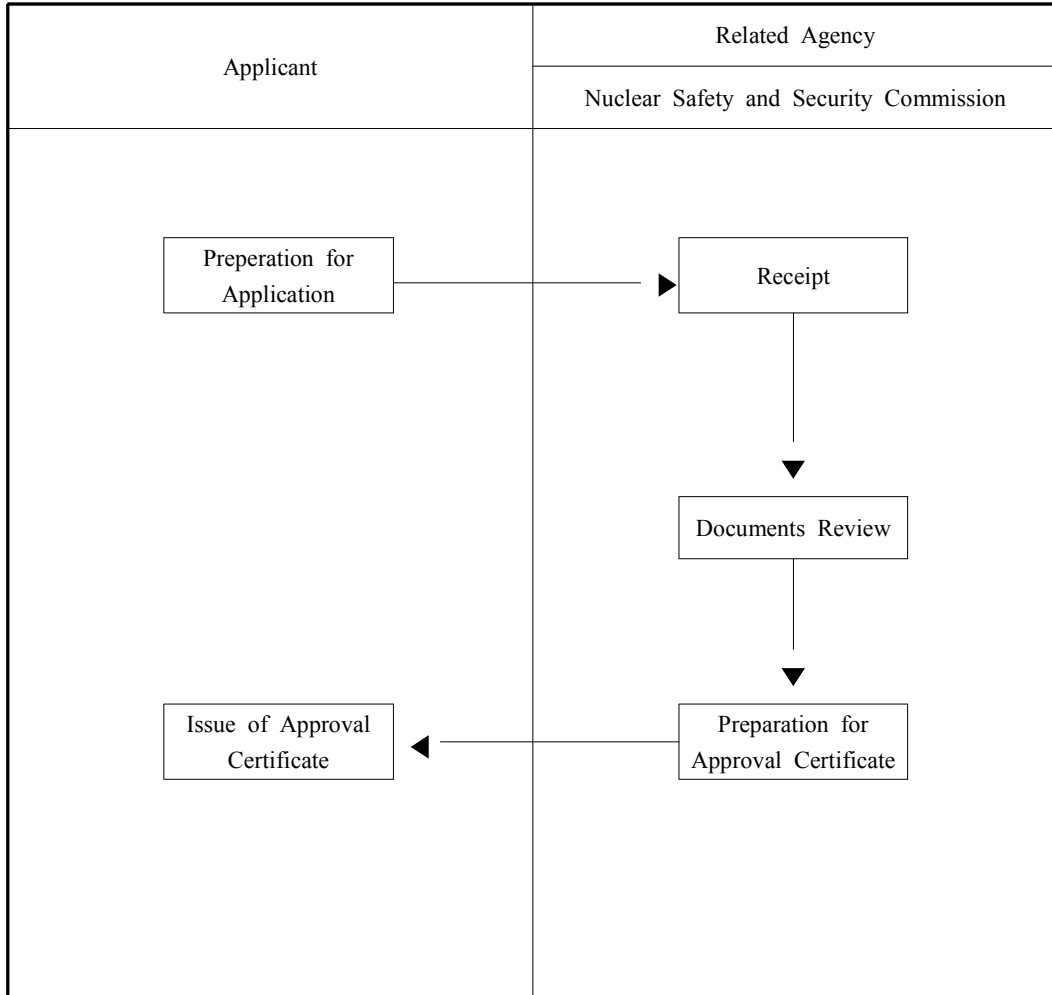 Applicant
Related Agency
Nuclear Safety and Security Commission
Preperation for
Application
Receipt
Documents Review
Issue of Approval
Certificate
Preparation for
Approval Certificate